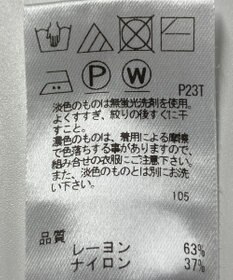 P W
P23T
淡色のものは無蛍光洗剤を使用。
よくすすぎ、絞りの後すぐに干
すこと。
濃色のものは、着用による摩擦
で色落ちする事がありますので、
組み合せの衣服にご注意下さい。
また淡色のものとは別にお洗
い下さい。
105
品質
レーヨン 63%
ナイロン 37%